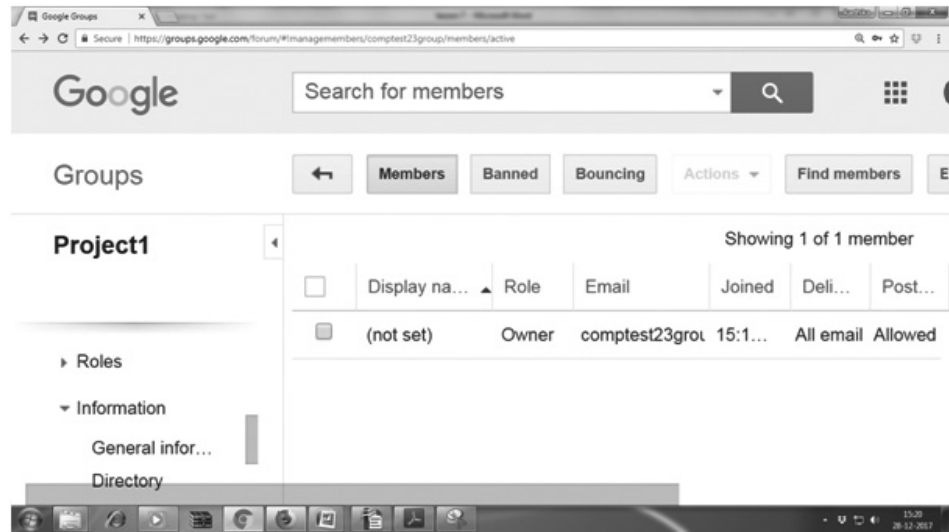 Google Groups
Secure | https://groups.google.com/forum/#!managemembers/comptest23group/members/active
Google
Search for members
Groups
Members Banned Bouncing Actions Find members E
Project1
Showing 1 of 1 member
Display na... Role Email Joined Deli... Post...
(not set) Owner comptest23grou 15:1... All email Allowed
Roles
Information
General infor...
Directory
15:20
28-12-2017